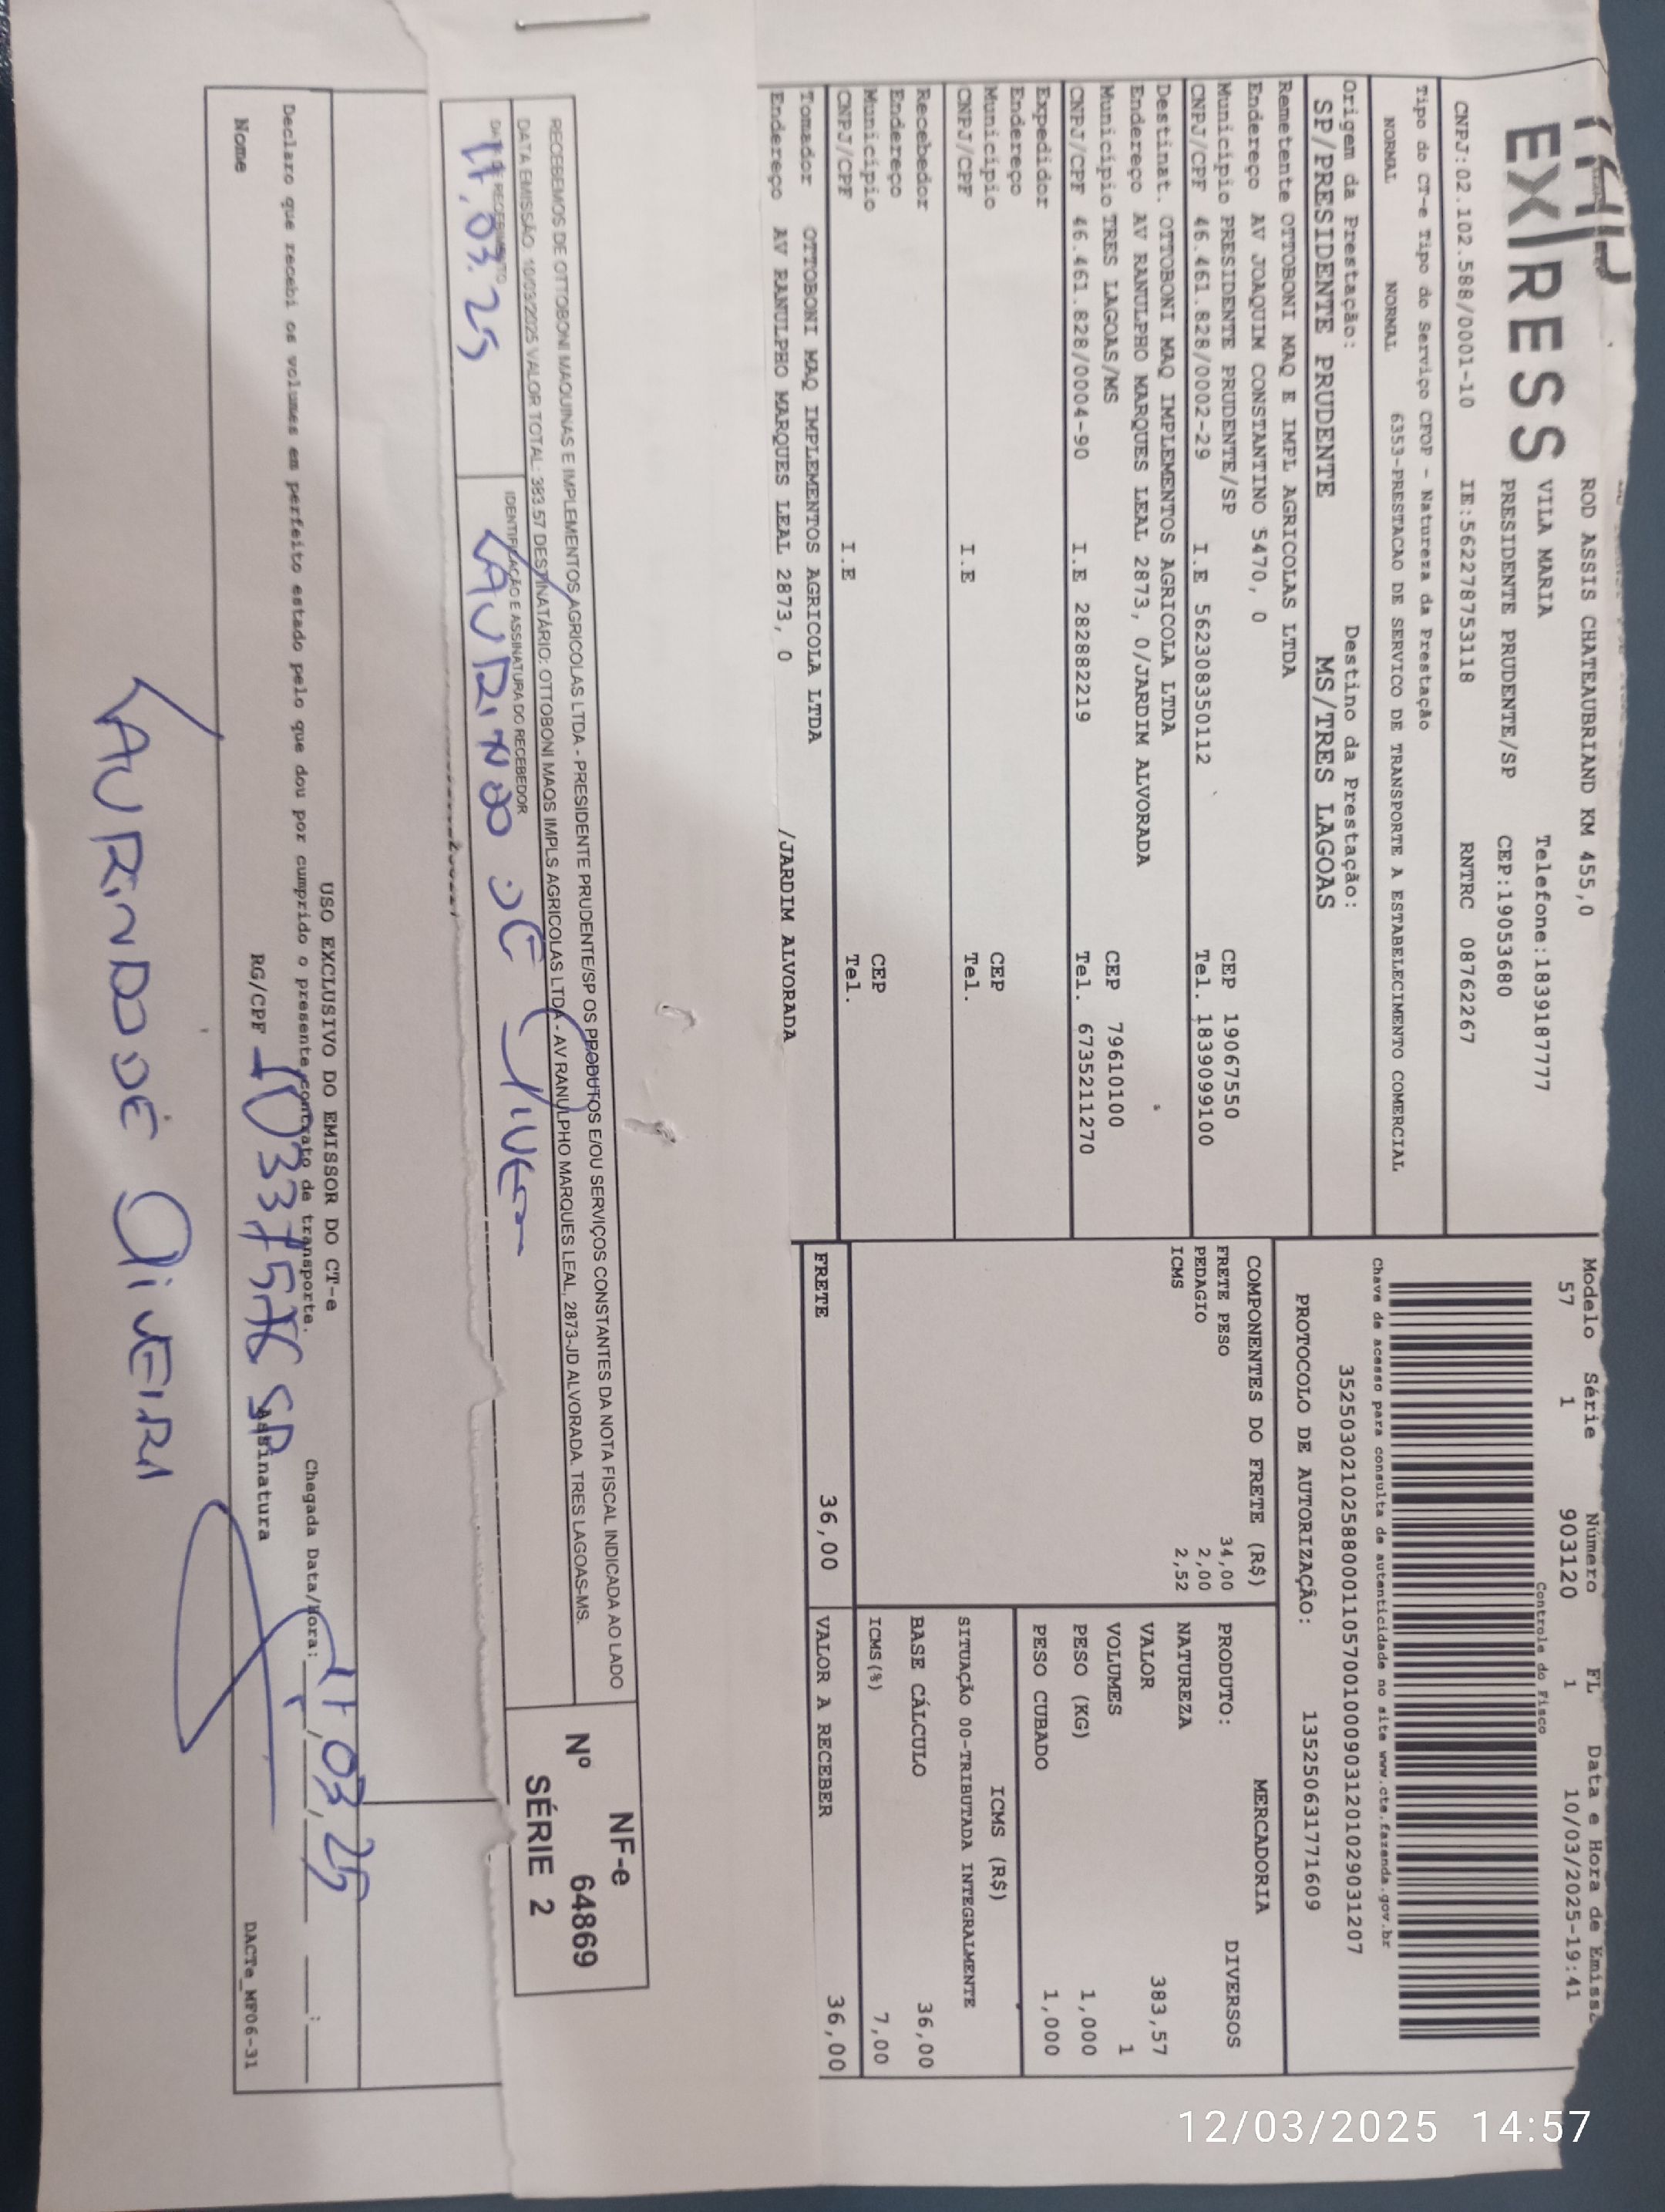 EXPRESS
ROD ASSIS CHATEAUBRIAND KM 455,0
VILA MARIA Telefone:1839187777
PRESIDENTE PRUDENTE/SP CEP:19053680
CNPJ:02.102.588/0001-10 IE:562278753118 RNTRC 08762267
Modelo Série Número FL Data e Hora de Emissã
57 1 903120 1 10/03/2025-19:41
Controle do Fisco
Chave de acesso para consulta de autenticidade no site www.cte.fazenda.gov.br
35250302102588000110570010009031201029031207
PROTOCOLO DE AUTORIZAÇÃO: 135250631771609
Tipo do CT-e Tipo do Serviço CFOP - Natureza da Prestação
NORMAL NORMAL 6353-PRESTACAO DE SERVICO DE TRANSPORTE A ESTABELECIMENTO COMERCIAL
Origem da Prestação: Destino da Prestação:
SP/PRESIDENTE PRUDENTE MS/TRES LAGOAS
Remetente OTTOBONI MAQ E IMPL AGRICOLAS LTDA
Endereço AV JOAQUIM CONSTANTINO 5470, 0
Município PRESIDENTE PRUDENTE/SP CEP 19067550
CNPJ/CPF 46.461.828/0002-29 I.E 562308350112 Tel. 1839099100
Destinat. OTTOBONI MAQ IMPLEMENTOS AGRICOLA LTDA
Endereço AV RANULPHO MARQUES LEAL 2873, 0/JARDIM ALVORADA
Município TRES LAGOAS/MS CEP 79610100
CNPJ/CPF 46.461.828/0004-90 I.E 282882219 Tel. 6735211270
Expedidor
Endereço
Município CEP
CNPJ/CPF I.E Tel.
Recebedor
Endereço
Município CEP
CNPJ/CPF I.E Tel.
Tomador OTTOBONI MAQ IMPLEMENTOS AGRICOLA LTDA
Endereço AV RANULPHO MARQUES LEAL 2873, 0 /JARDIM ALVORADA
COMPONENTES DO FRETE (R$)
FRETE PESO 34,00
PEDAGIO 2,00
ICMS 2,52
FRETE 36,00
MERCADORIA
PRODUTO: DIVERSOS
NATUREZA
VALOR 383,57
VOLUMES 1
PESO (KG) 1,000
PESO CUBADO 1,000
ICMS (R$)
SITUAÇÃO 00-TRIBUTADA INTEGRALMENTE
BASE CÁLCULO 36,00
ICMS(%) 7,00
VALOR A RECEBER 36,00
RECEBEMOS DE OTTOBONI MAQUINAS E IMPLEMENTOS AGRICOLAS LTDA - PRESIDENTE PRUDENTE/SP OS PRODUTOS E/OU SERVIÇOS CONSTANTES DA NOTA FISCAL INDICADA AO LADO
DATA EMISSÃO: 10/03/2025 VALOR TOTAL: 383.57 DESTINATÁRIO: OTTOBONI MAQS IMPLS AGRICOLAS LTDA - AV RANULPHO MARQUES LEAL, 2873-JD ALVORADA. TRES LAGOAS-MS.
DATA DE RECEBIMENTO IDENTIFICAÇÃO E ASSINATURA DO RECEBEDOR
11.03.25 LAURINDO DE OLIVEIRA
NF-e
Nº 64869
SÉRIE 2
USO EXCLUSIVO DO EMISSOR DO CT-e
Declaro que recebi os volumes em perfeito estado pelo que dou por cumprido o presente contrato de transporte.
Chegada Data/Hora: 11/03/25
Nome RG/CPF 10337576 SP Assinatura
LAURINDO DE OLIVEIRA
DACTe_MF06-31
12/03/2025 14:57